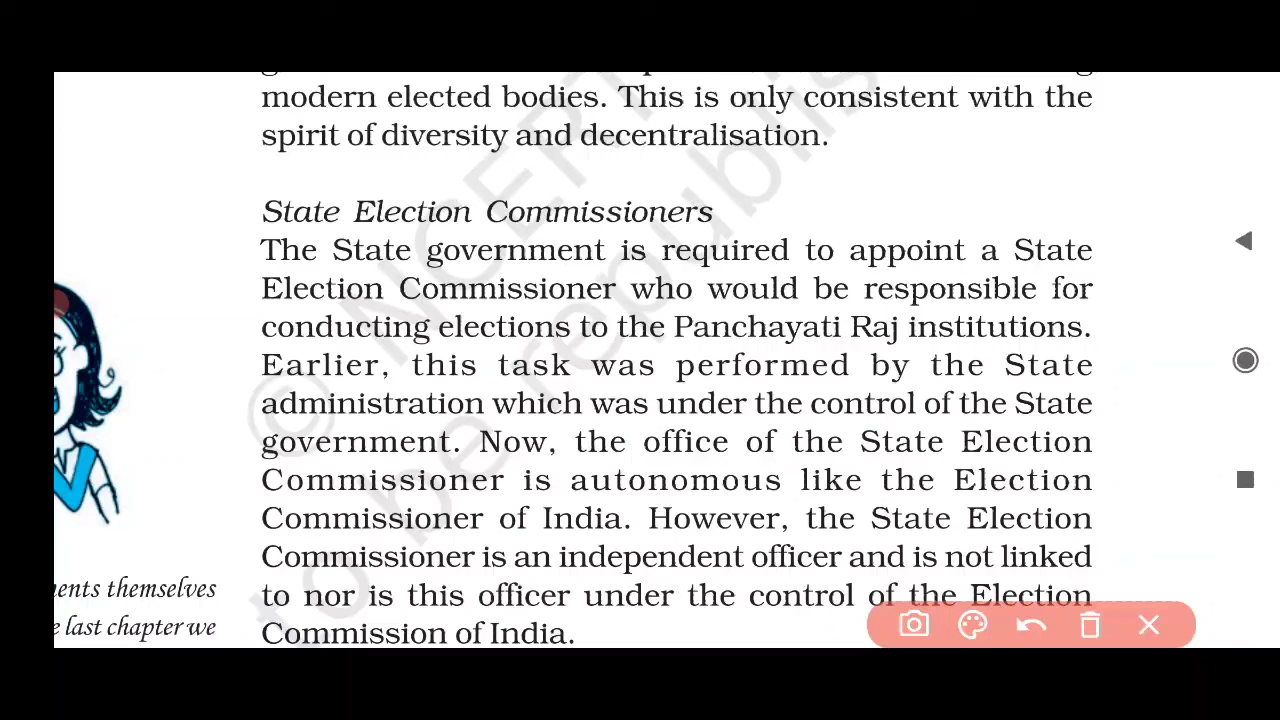 modern elected bodies. This is only consistent with the
spirit of diversity and decentralisation.
State Election Commissioners
The State government is required to appoint a State
Election Commissioner who would be responsible for
conducting elections to the Panchayati Raj institutions.
Earlier, this task was performed by the State
administration which was under the control of the State
government. Now, the office of the State Election
Commissioner is autonomous like the Election
Commissioner of India. However, the State Election
Commissioner is an independent officer and is not linked
to nor is this officer under the control of the Election
Commission of India.
themselves
last chapter we
© NCERT
to be republis